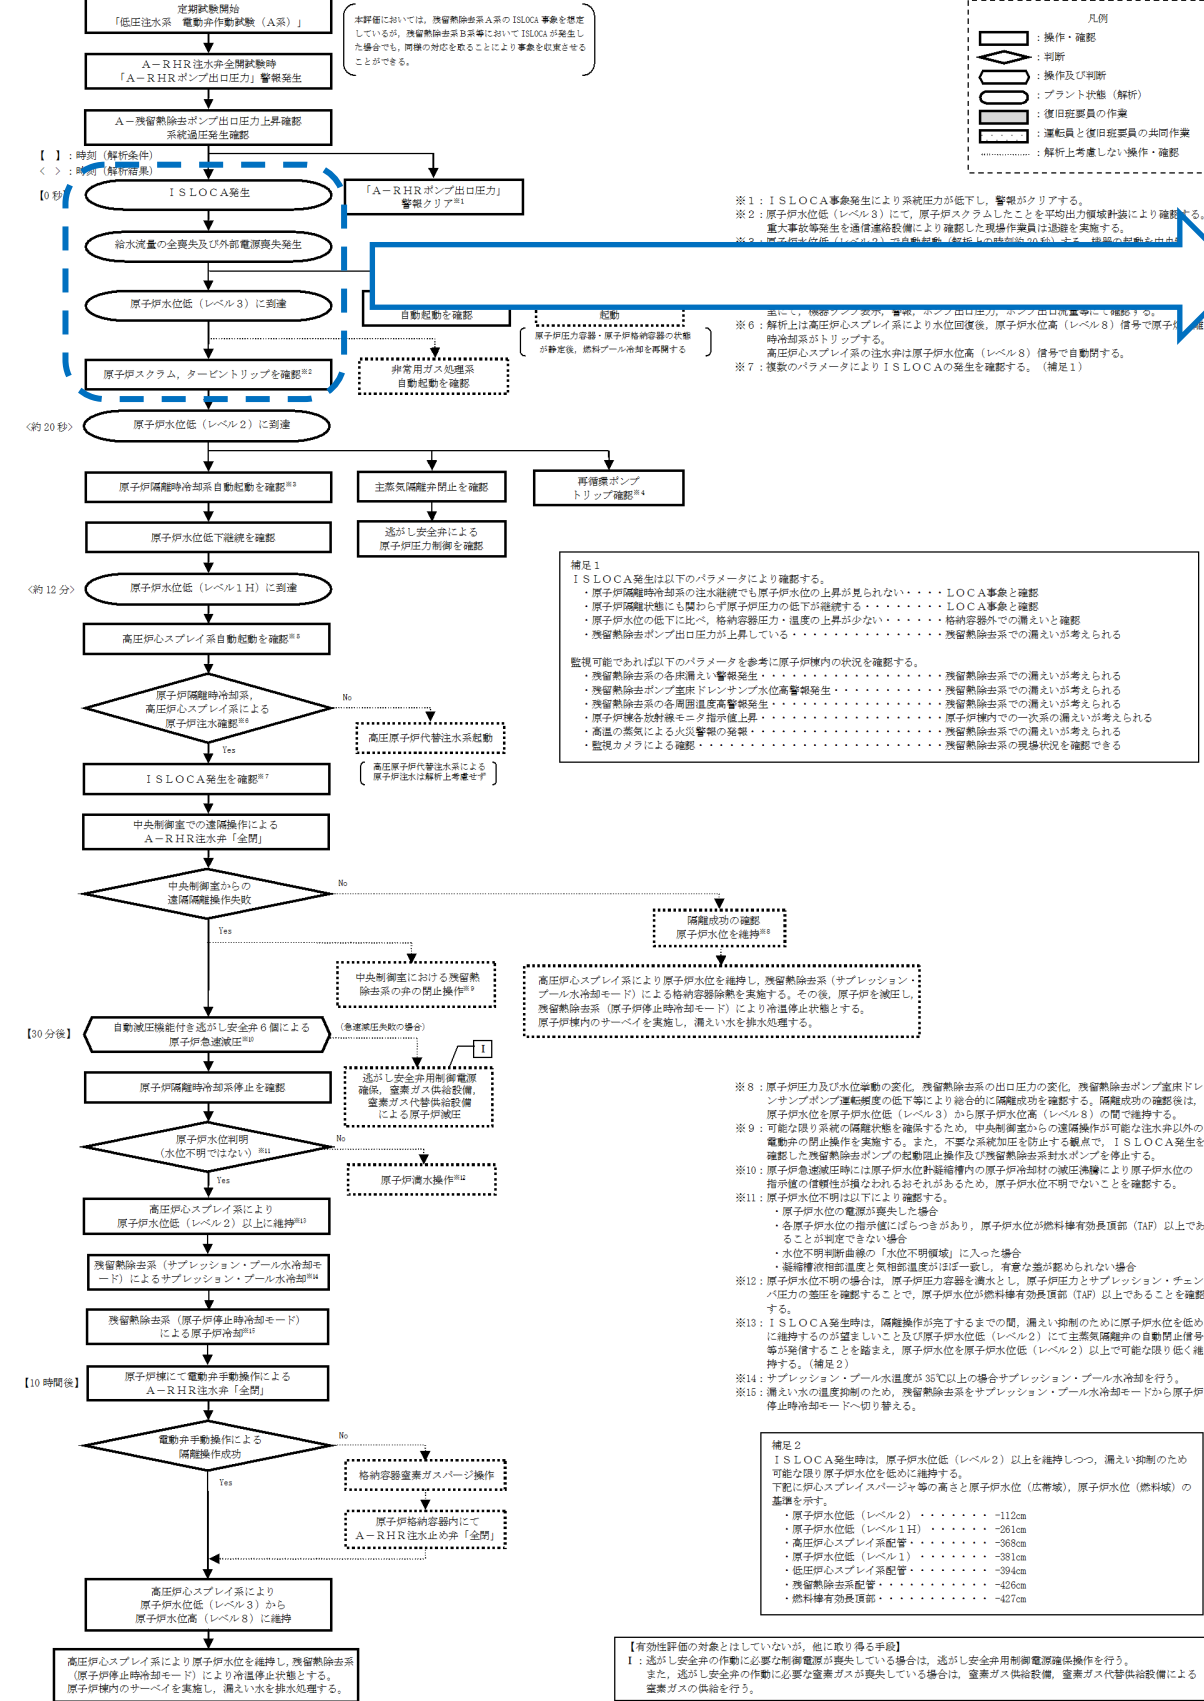 定期試験開始
「低圧注水系　電動弁作動試験（A系）」
本評価においては，残留熱除去系A系のISLOCA事象を想定
しているが，残留熱除去系B系等においてISLOCAが発生し
た場合でも，同様の対応を取ることにより事象を収束させる
ことができる。
凡例
：操作・確認
：判断
：操作及び判断
：プラント状態（解析）
：復旧班要員の作業
：運転員と復旧班要員の共同作業
：解析上考慮しない操作・確認
A－RHR注水弁全開試験時
「A－RHRポンプ出口圧力」警報発生
A－残留熱除去ポンプ出口圧力上昇確認
系統過圧発生確認
【　】：時刻（解析条件）
＜　＞：時刻（解析結果）
【0秒】
ISLOCA発生
「A－RHRポンプ出口圧力」
警報クリア※1
給水流量の全喪失及び外部電源喪失発生
原子炉水位低（レベル3）に到達
自動起動を確認
起動
原子炉圧力容器・原子炉格納容器の状態
が静定後，燃料プール冷却を再開する
原子炉スクラム，タービントリップを確認※2
非常用ガス処理系
自動起動を確認
※1：ISLOCA事象発生により系統圧力が低下し，警報がクリアする。
※2：原子炉水位低（レベル3）にて，原子炉スクラムしたことを平均出力領域計装により確認する。
重大事故等発生を通信連絡設備により確認した現場作業員は退避を実施する。
※3：原子炉水位低（レベル2）で自動起動（解析上の時刻約20秒）する。機器の起動を中央制
室にて，機器ランプ表示，警報，ポンプ出口圧力，ポンプ出口流量等にて確認する。
※6：解析上は高圧炉心スプレイ系により水位回復後，原子炉水位高（レベル8）信号で原子炉隔離
時冷却系がトリップする。
高圧炉心スプレイ系の注水弁は原子炉水位高（レベル8）信号で自動閉する。
※7：複数のパラメータによりISLOCAの発生を確認する。（補足1）
＜約20秒＞
原子炉水位低（レベル2）に到達
原子炉隔離時冷却系自動起動を確認※3
主蒸気隔離弁閉止を確認
再循環ポンプ
トリップ確認※4
原子炉水位低下継続を確認
逃がし安全弁による
原子炉圧力制御を確認
＜約12分＞
原子炉水位低（レベル1H）に到達
高圧炉心スプレイ系自動起動を確認※5
原子炉隔離時冷却系，
高圧炉心スプレイ系による
原子炉注水確認※6
No
Yes
高圧原子炉代替注水系起動
高圧原子炉代替注水系による
原子炉注水は解析上考慮せず
補足1
ISLOCA発生は以下のパラメータにより確認する。
・原子炉隔離時冷却系の注水継続でも原子炉水位の上昇が見られない・・・・LOCA事象と確認
・原子炉隔離状態にも関わらず原子炉圧力の低下が継続する・・・・・・・・LOCA事象と確認
・原子炉水位の低下に比べ，格納容器圧力・温度の上昇が少ない・・・・・・格納容器外での漏えいと確認
・残留熱除去ポンプ出口圧力が上昇している・・・・・・・・・・・・・・・残留熱除去系での漏えいが考えられる
監視可能であれば以下のパラメータを参考に原子炉棟内の状況を確認する。
・残留熱除去系の各床漏えい警報発生・・・・・・・・・・・・・・・・・・残留熱除去系での漏えいが考えられる
・残留熱除去ポンプ室床ドレンサンプ水位高警報発生・・・・・・・・・・・残留熱除去系での漏えいが考えられる
・残留熱除去系の各周囲温度高警報発生・・・・・・・・・・・・・・・・・残留熱除去系での漏えいが考えられる
・原子炉棟各放射線モニタ指示値上昇・・・・・・・・・・・・・・・・・・原子炉棟内での一次系の漏えいが考えられる
・高温の蒸気による火災警報の発報・・・・・・・・・・・・・・・・・・・残留熱除去系での漏えいが考えられる
・監視カメラによる確認・・・・・・・・・・・・・・・・・・・・・・・・残留熱除去系の現場状況を確認できる
ISLOCA発生を確認※7
中央制御室での遠隔操作による
A－RHR注水弁「全閉」
中央制御室からの
遠隔隔離操作失敗
No
Yes
隔離成功の確認
原子炉水位を維持※8
中央制御室における残留熱
除去系の弁の閉止操作※9
高圧炉心スプレイ系により原子炉水位を維持し，残留熱除去系（サプレッション・
プール水冷却モード）による格納容器除熱を実施する。その後，原子炉を減圧し，
残留熱除去系（原子炉停止時冷却モード）により冷温停止状態とする。
原子炉棟内のサーベイを実施し，漏えい水を排水処理する。
【30分後】
自動減圧機能付き逃がし安全弁6個による
原子炉急速減圧※10
（急速減圧失敗の場合）
I
原子炉隔離時冷却系停止を確認
逃がし安全弁用制御電源
確保，窒素ガス供給設備，
窒素ガス代替供給設備
による原子炉減圧
原子炉水位判明
（水位不明ではない）※11
No
Yes
原子炉満水操作※12
高圧炉心スプレイ系により
原子炉水位低（レベル2）以上に維持※13
残留熱除去系（サプレッション・プール水冷却モ
ード）によるサプレッション・プール水冷却※14
残留熱除去系（原子炉停止時冷却モード）
による原子炉冷却※15
【10時間後】
原子炉棟にて電動弁手動操作による
A－RHR注水弁「全閉」
電動弁手動操作による
隔離操作成功
No
Yes
格納容器窒素ガスパージ操作
原子炉格納容器内にて
A－RHR注水止め弁「全閉」
高圧炉心スプレイ系により
原子炉水位低（レベル3）から
原子炉水位高（レベル8）に維持
高圧炉心スプレイ系により原子炉水位を維持し，残留熱除去系
（原子炉停止時冷却モード）により冷温停止状態とする。
原子炉棟内のサーベイを実施し，漏えい水を排水処理する。
※8：原子炉圧力及び水位挙動の変化，残留熱除去系の出口圧力の変化，残留熱除去ポンプ室床ドレ
ンサンプポンプ運転頻度の低下等により総合的に隔離成功を確認する。隔離成功の確認後は，
原子炉水位を原子炉水位低（レベル3）から原子炉水位高（レベル8）の間で維持する。
※9：可能な限り系統の隔離状態を確保するため，中央制御室からの遠隔操作が可能な注水弁以外の
電動弁の閉止操作を実施する。また，不要な系統加圧を防止する観点で，ISLOCA発生を
確認した残留熱除去ポンプの起動阻止操作及び残留熱除去系封水ポンプを停止する。
※10：原子炉急速減圧時には原子炉水位計凝縮槽内の原子炉冷却材の減圧沸騰により原子炉水位の
指示値の信頼性が損なわれるおそれがあるため，原子炉水位不明でないことを確認する。
※11：原子炉水位不明は以下により確認する。
・原子炉水位の電源が喪失した場合
・各原子炉水位の指示値にばらつきがあり，原子炉水位が燃料棒有効長頂部（TAF）以上であ
ることが判定できない場合
・水位不明判断曲線の「水位不明領域」に入った場合
・凝縮槽液相部温度と気相部温度がほぼ一致し，有意な差が認められない場合
※12：原子炉水位不明の場合は，原子炉圧力容器を満水とし，原子炉圧力とサプレッション・チェン
バ圧力の差圧を確認することで，原子炉水位が燃料棒有効長頂部（TAF）以上であることを確認
する。
※13：ISLOCA発生時は，隔離操作が完了するまでの間，漏えい抑制のために原子炉水位を低め
に維持するのが望ましいこと及び原子炉水位低（レベル2）にて主蒸気隔離弁の自動閉止信号
等が発信することを踏まえ，原子炉水位を原子炉水位低（レベル2）以上で可能な限り低く維
持する。（補足2）
※14：サプレッション・プール水温度が35℃以上の場合サプレッション・プール水冷却を行う。
※15：漏えい水の温度抑制のため，残留熱除去系をサプレッション・プール水冷却モードから原子炉
停止時冷却モードへ切り替える。
補足2
ISLOCA発生時は，原子炉水位低（レベル2）以上を維持しつつ，漏えい抑制のため
可能な限り原子炉水位を低めに維持する。
下記に炉心スプレイスパージャ等の高さと原子炉水位（広帯域），原子炉水位（燃料域）の
基準を示す。
・原子炉水位低（レベル2）・・・・・・・ -112cm
・原子炉水位低（レベル1H）・・・・・・ -261cm
・高圧炉心スプレイ系配管・・・・・・・・ -368cm
・原子炉水位低（レベル1）・・・・・・・ -381cm
・低圧炉心スプレイ系配管・・・・・・・・ -394cm
・残留熱除去系配管・・・・・・・・・・・ -426cm
・燃料棒有効長頂部・・・・・・・・・・・ -427cm
【有効性評価の対象とはしていないが，他に取り得る手段】
I：逃がし安全弁の作動に必要な制御電源が喪失している場合は，逃がし安全弁用制御電源確保操作を行う。
また，逃がし安全弁の作動に必要な窒素ガスが喪失している場合は，窒素ガス供給設備，窒素ガス代替供給設備による
窒素ガスの供給を行う。